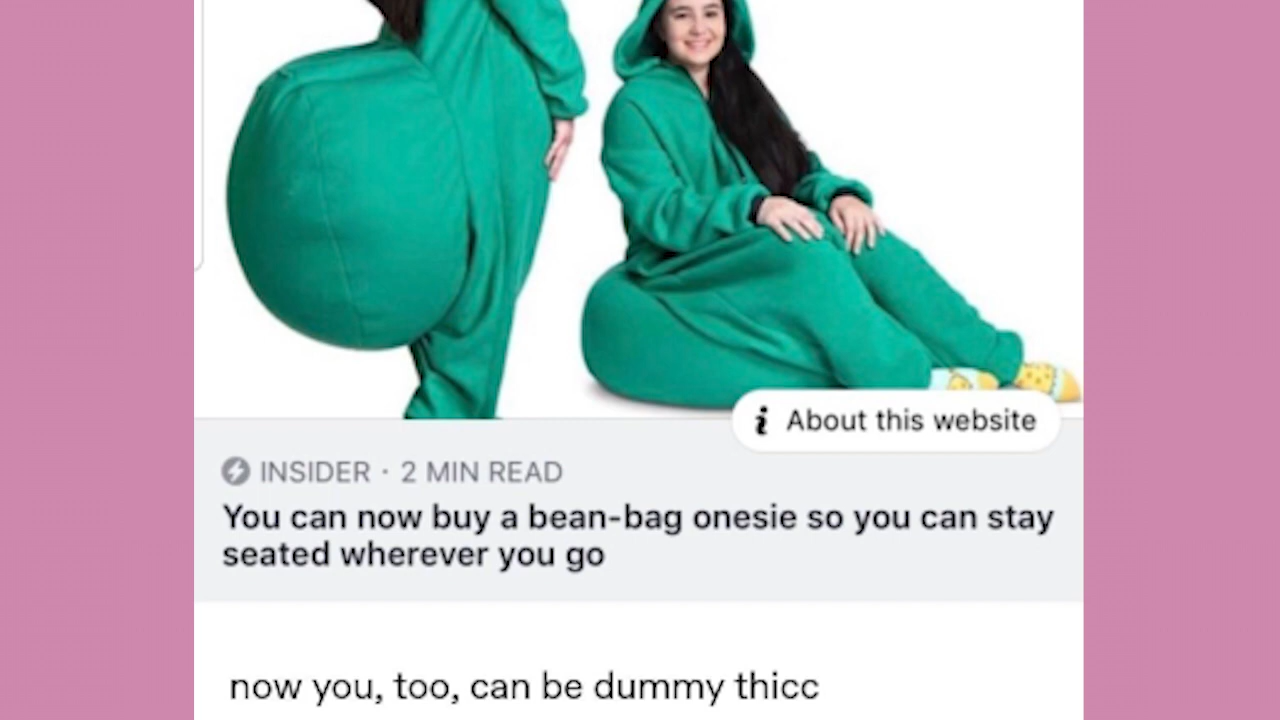 About this website
INSIDER · 2 MIN READ
You can now buy a bean-bag onesie so you can stay
seated wherever you go
now you, too, can be dummy thicc